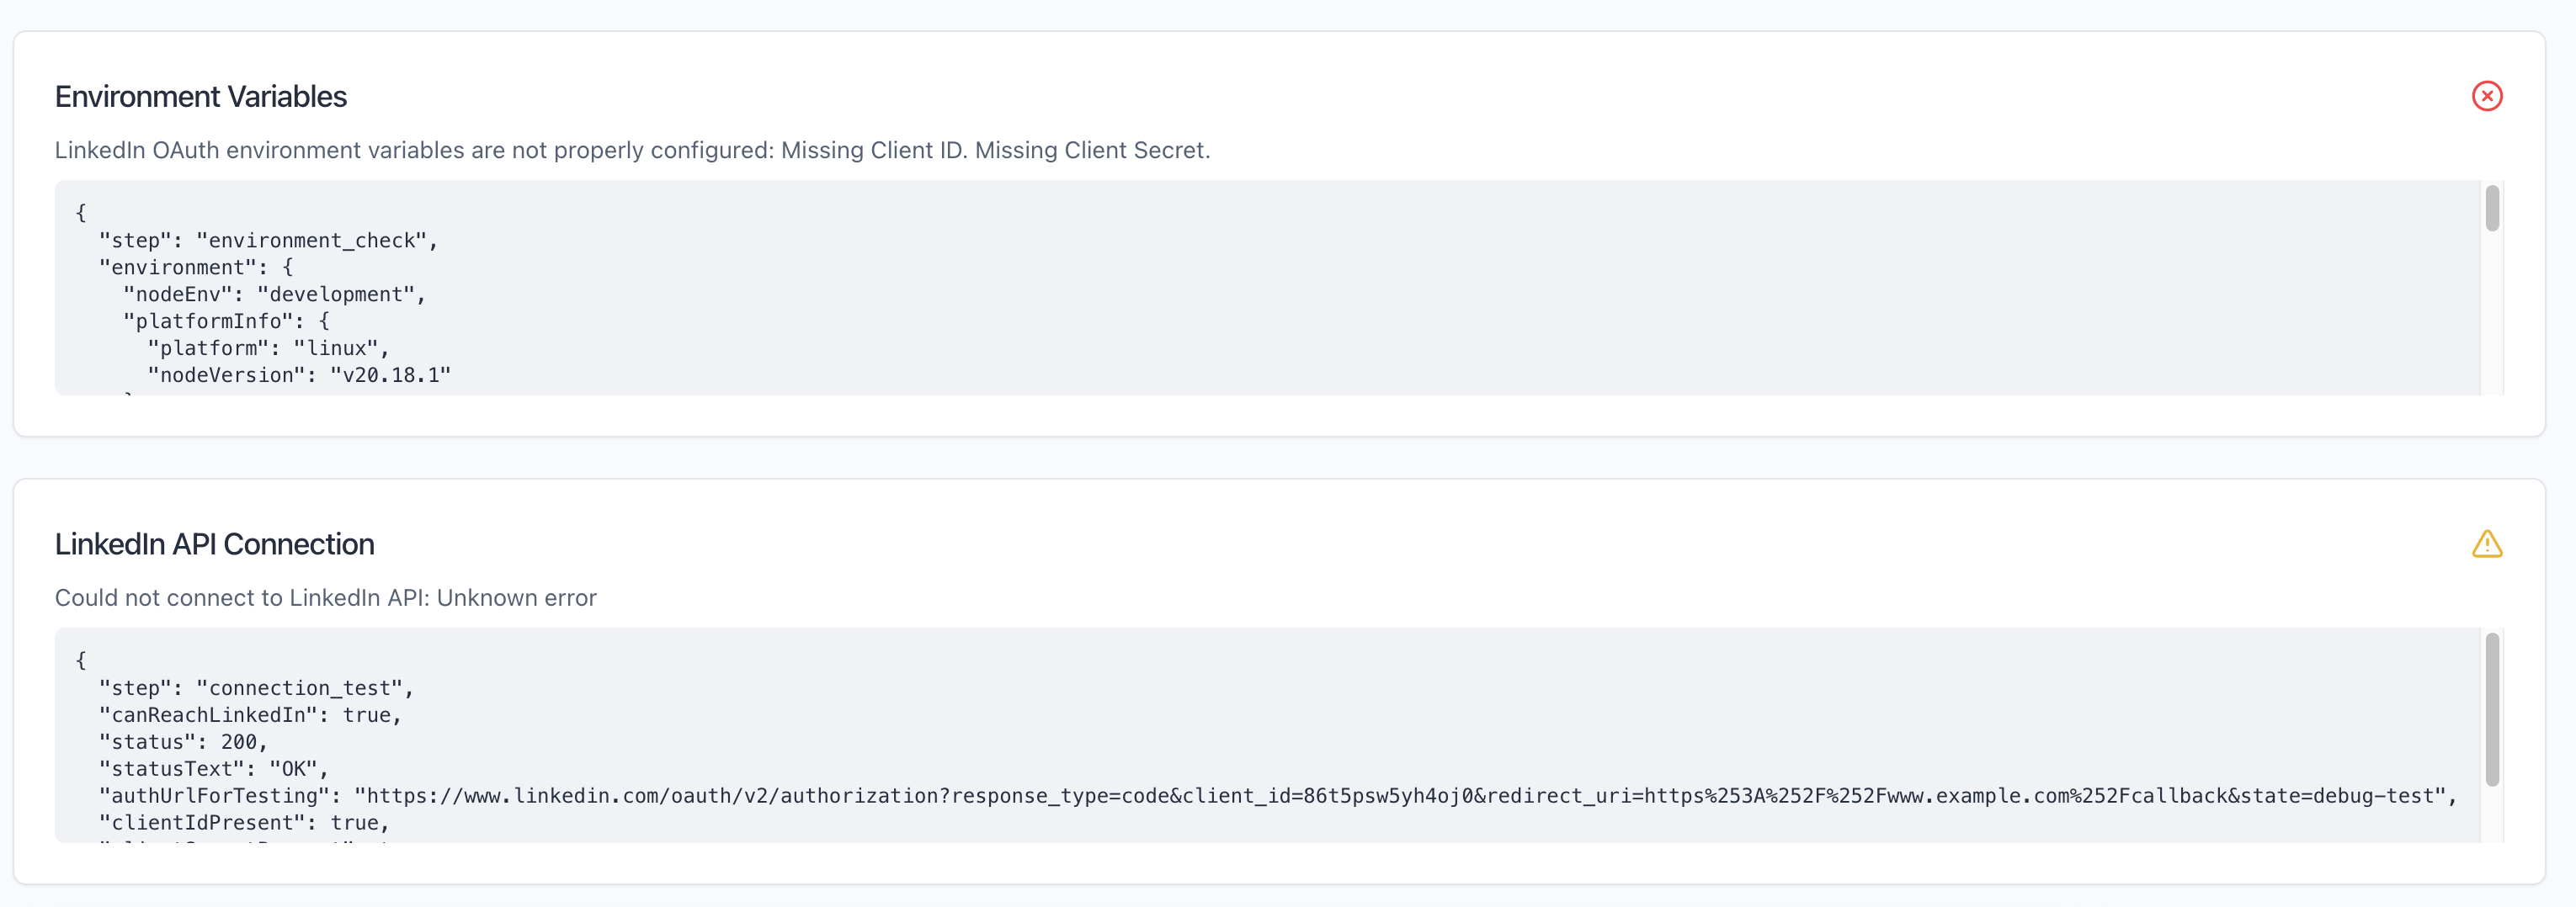 Environment Variables
LinkedIn OAuth environment variables are not properly configured: Missing Client ID. Missing Client Secret.
{
  "step": "environment_check",
  "environment": {
    "nodeEnv": "development",
    "platformInfo": {
      "platform": "linux",
      "nodeVersion": "v20.18.1"
LinkedIn API Connection
Could not connect to LinkedIn API: Unknown error
{
  "step": "connection_test",
  "canReachLinkedIn": true,
  "status": 200,
  "statusText": "OK",
  "authUrlForTesting": "https://www.linkedin.com/oauth/v2/authorization?response_type=code&client_id=86t5psw5yh4oj0&redirect_uri=https%253A%252F%252Fwww.example.com%252Fcallback&state=debug-test",
  "clientIdPresent": true,